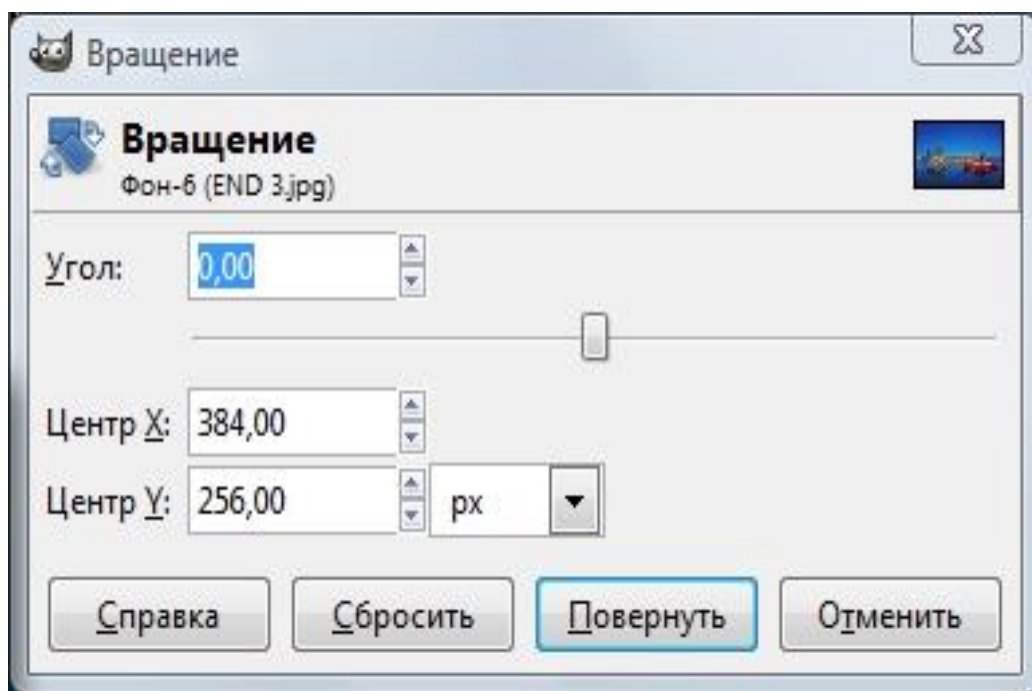 Вращение
Вращение
Фон-6 (END 3.jpg)
Угол: 0,00
Центр X: 384,00
Центр Y: 256,00 px
Справка Сбросить Повернуть Отменить